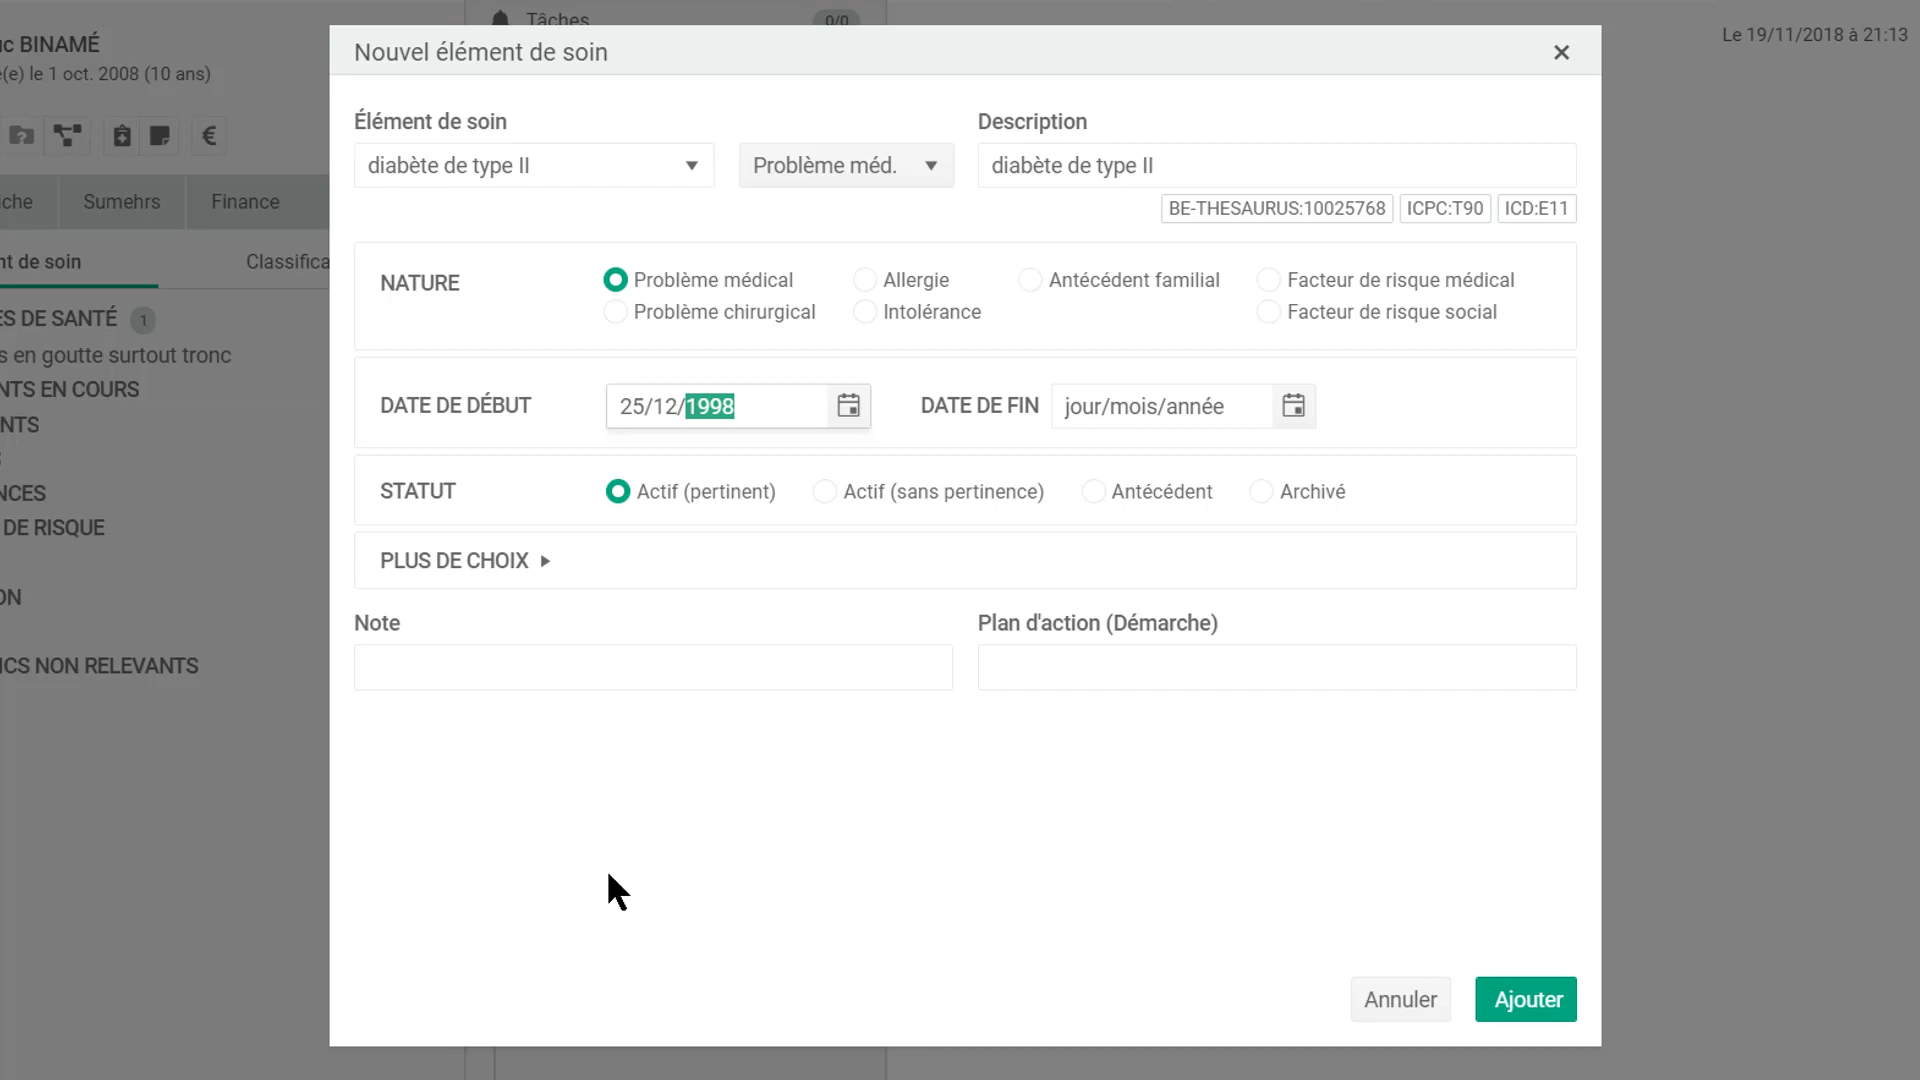 Tâches 0/0
Le 19/11/2018 à 21:13
uc BINAMÉ
(e) le 1 oct. 2008 (10 ans)
€
iche Sumehrs Finance
nt de soin Classifica
ES DE SANTÉ 1
s en goutte surtout tronc
NTS EN COURS
NTS
S
NCES
DE RISQUE
ON
ICS NON RELEVANTS
Nouvel élément de soin
Élément de soin Description
diabète de type II Problème méd. diabète de type II
BE-THESAURUS:10025768 ICPC:T90 ICD:E11
NATURE Problème médical Allergie Antécédent familial Facteur de risque médical
Problème chirurgical Intolérance Facteur de risque social
DATE DE DÉBUT 25/12/1998 DATE DE FIN jour/mois/année
STATUT Actif (pertinent) Actif (sans pertinence) Antécédent Archivé
PLUS DE CHOIX
Note Plan d'action (Démarche)
Annuler Ajouter